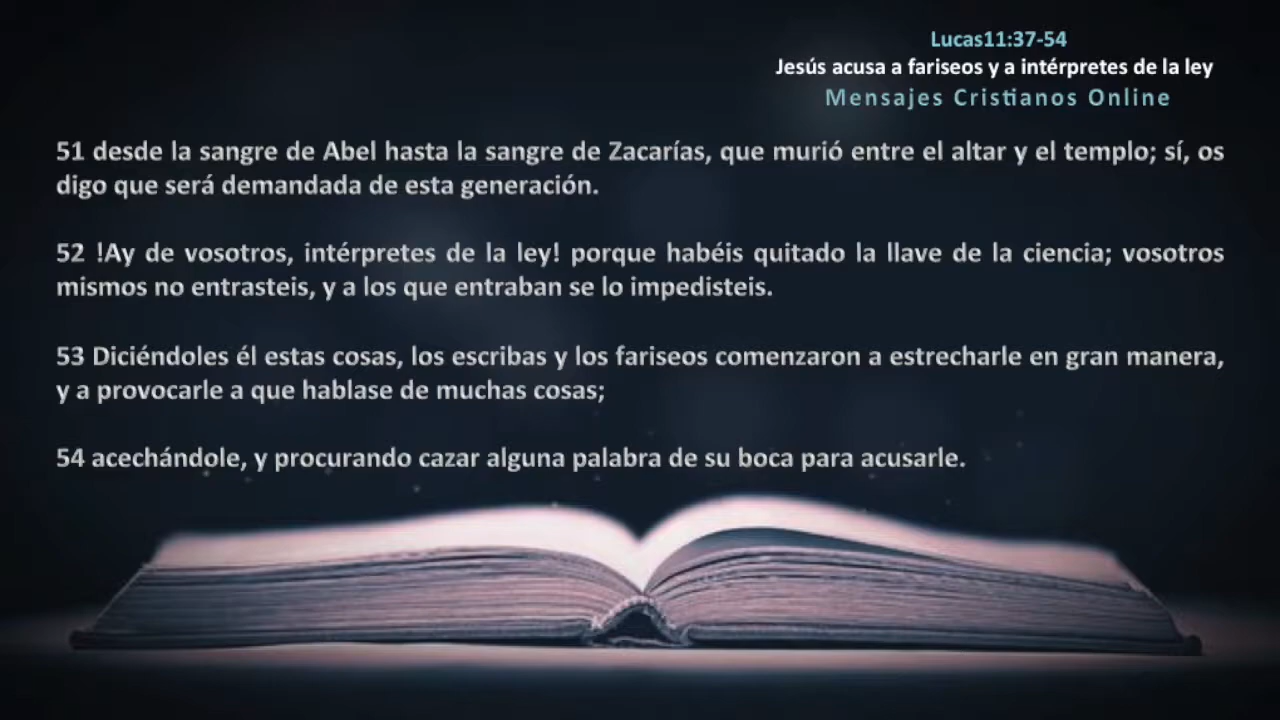 Lucas11:37-54
Jesús acusa a fariseos y a intérpretes de la ley
Mensajes Cristianos Online
51 desde la sangre de Abel hasta la sangre de Zacarías, que murió entre el altar y el templo; sí, os
digo que será demandada de esta generación.
52 !Ay de vosotros, intérpretes de la ley! porque habéis quitado la llave de la ciencia; vosotros
mismos no entrasteis, y a los que entraban se lo impedisteis.
53 Diciéndoles él estas cosas, los escribas y los fariseos comenzaron a estrecharle en gran manera,
y a provocarle a que hablase de muchas cosas;
54 acechándole, y procurando cazar alguna palabra de su boca para acusarle.